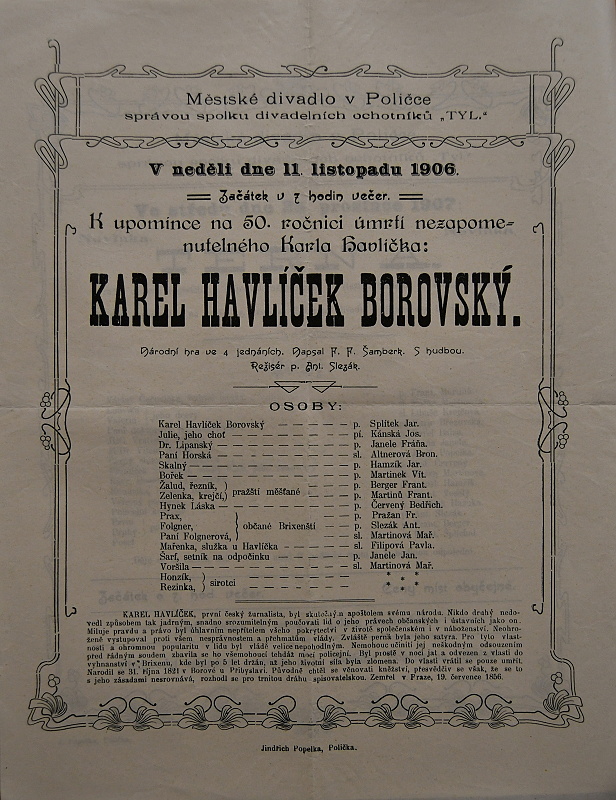 Městské divadlo v Poličce
správou spolku divadelních ochotníků „TYL."
V neděli dne 11. listopadu 1906.
Začátek v 7 hodin večer.
K upomínce na 50. ročnici úmrtí nezapome-
nutelného Karla Havlíčka:
KAREL HAVLÍČEK BOROVSKÝ.
Národní hra ve 4 jednáních. Napsal F. F. Šamberk. S hudbou.
Režisér p. Ant. Slezák.
OSOBY:
Karel Havlíček Borovský — — — — — p. Splítek Jar.
Julie, jeho choť — — — — — — — pí. Kánská Jos.
Dr. Lipanský — — — — — — — — p. Janele Fráňa.
Paní Horská — — — — — — — — sl. Altnerová Bron.
Skalný — — — — — — — — — p. Hamzík Jar.
Bořek — — — — — — — — — p. Martinek Vít.
Žalud, řezník, } pražští měšťané — — — p. Berger Frant.
Zelenka, krejčí, } p. Martinů Frant.
Hynek Láska — — — — — — — — p. Červený Bedřich.
Prax, } p. Pražan Fr.
Folgner, } občané Brixenští — — p. Slezák Ant.
Paní Folgnerová, } sl. Martinová Mař.
Mařenka, služka u Havlíčka — — — — sl. Filipová Pavla.
Šarf, setník na odpočinku — — — — — p. Janele Jan.
Voršila — — — — — — — — — sl. Martinová Mař.
Honzík, } sirotci — — — — — * * *
Rezinka, } * * *
KAREL HAVLÍČEK, první český žurnalista, byl skutečným apoštolem svému národu. Nikdo druhý nedo-
vedl způsobem tak jadrným, snadno srozumitelným poučovati lid o jeho právech občanských i ústavních jako on.
Miluje pravdu a právo byl úhlavním nepřítelem všeho pokrytectví v životě společenském i v náboženství. Neohro-
ženě vystupoval proti všem nesprávnostem a přehmatům vlády. Zvláště perná byla jeho satyra. Pro tyto vlast-
nosti a ohromnou popularitu v lidu byl vládě velice nepohodlným. Nemohouc učiniti jej neškodným odsouzením
před řádným soudem zbavila se ho všemohoucí tehdáž mocí policejní. Byl prostě v noci jat a odvezen z vlasti do
vyhnanství v Brixenu, kde byl po 5 let držán, až jeho životní síla byla zlomena. Do vlasti vrátil se pouze umřít.
Narodil se 31. října 1821 v Borové u Přibyslavi. Původně chtěl se věnovati kněžství, přesvědčiv se však, že se to
s jeho zásadami nesrovnává, rozhodl se pro trnitou dráhu spisovatelskou. Zemřel v Praze, 19. července 1856.
Jindřich Popelka, Polička.